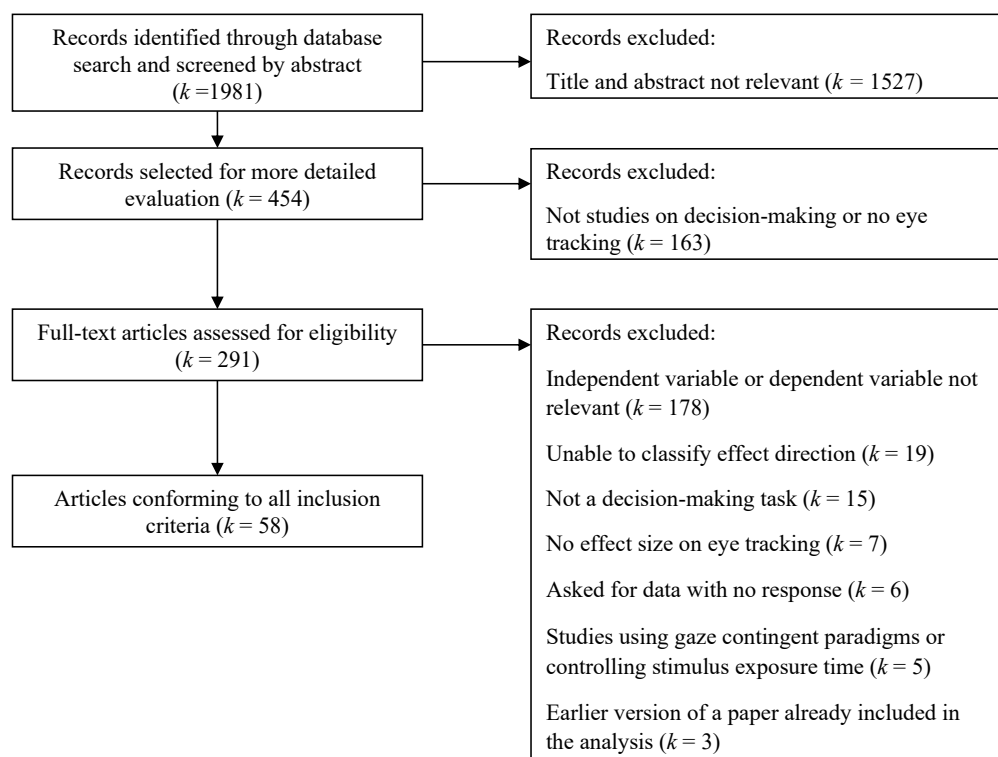 Records identified through database
search and screened by abstract
(k =1981)
Records excluded:
Title and abstract not relevant (k = 1527)
Records selected for more detailed
evaluation (k = 454)
Records excluded:
Not studies on decision-making or no eye
tracking (k = 163)
Full-text articles assessed for eligibility
(k = 291)
Records excluded:
Independent variable or dependent variable not
relevant (k = 178)
Unable to classify effect direction (k = 19)
Not a decision-making task (k = 15)
No effect size on eye tracking (k = 7)
Asked for data with no response (k = 6)
Studies using gaze contingent paradigms or
controlling stimulus exposure time (k = 5)
Earlier version of a paper already included in
the analysis (k = 3)
Articles conforming to all inclusion
criteria (k = 58)